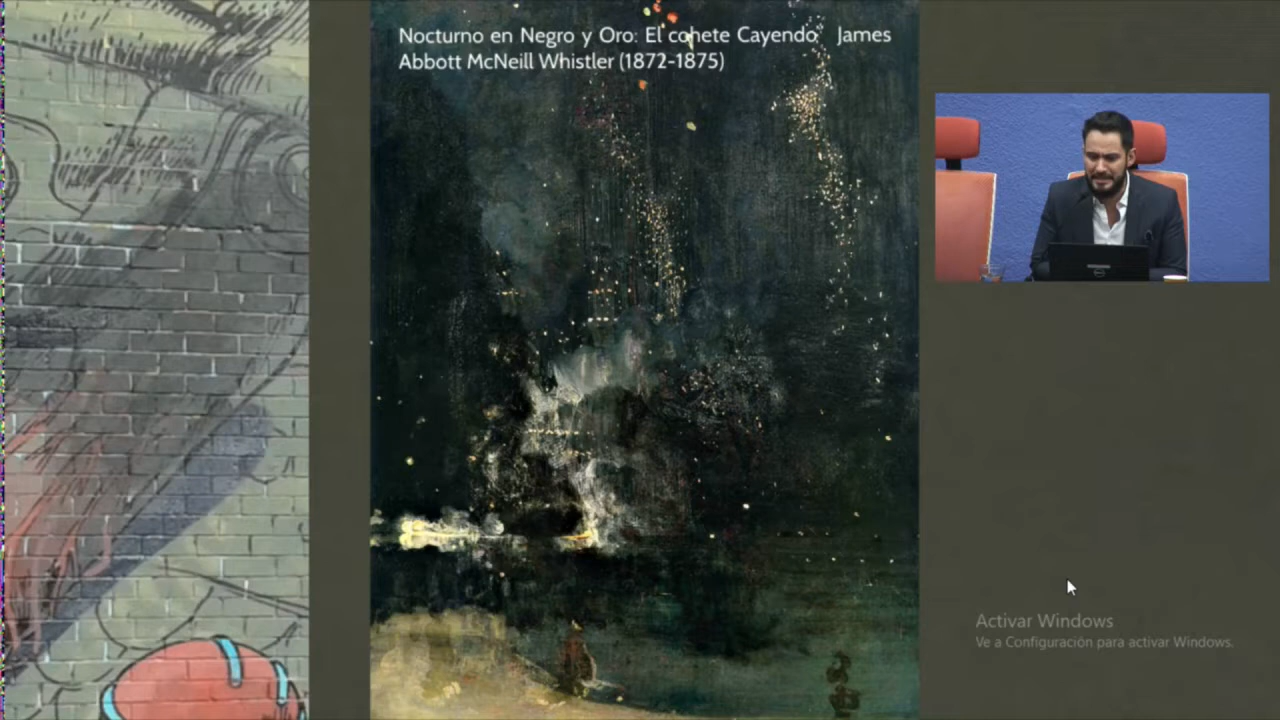 Nocturno en Negro y Oro: El cohete Cayendo James
Abbott McNeill Whistler (1872-1875)
Activar Windows
Ve a Configuración para activar Windows.